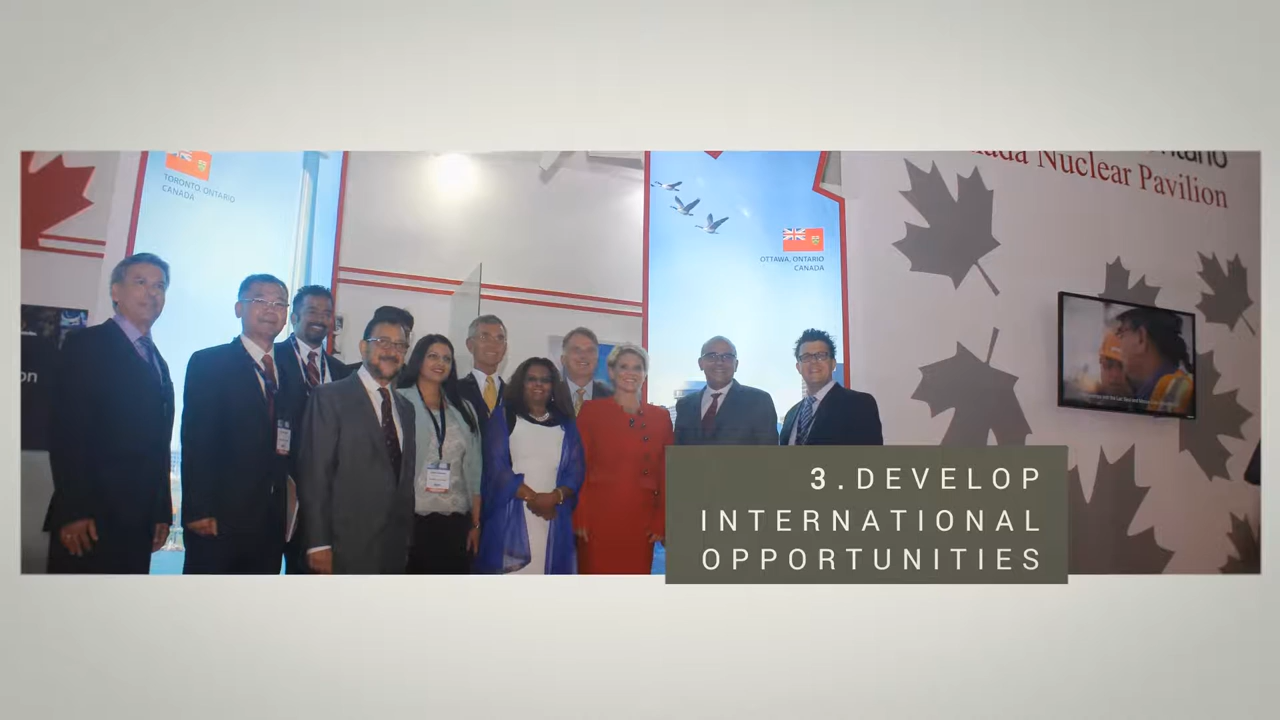 TORONTO, ONTARIO
CANADA
OTTAWA, ONTARIO
CANADA
Nuclear Pavilion
3.DEVELOP
INTERNATIONAL
OPPORTUNITIES